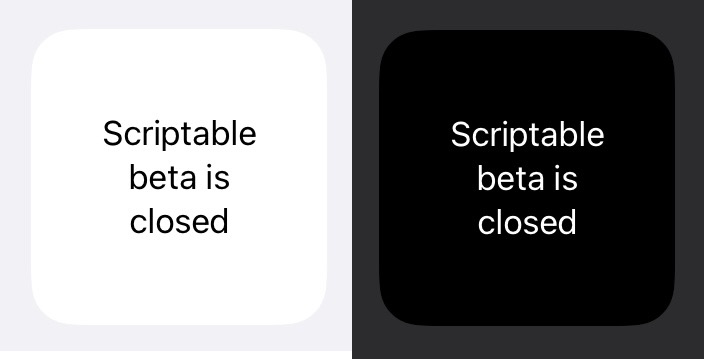 Scriptable
beta is
closed
Scriptable
beta is
closed